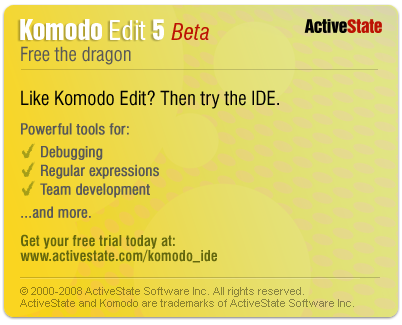 Komodo Edit 5 Beta
ActiveState
Free the dragon
Like Komodo Edit? Then try the IDE.
Powerful tools for:
Debugging
Regular expressions
Team development
...and more.
Get your free trial today at:
www.activestate.com/komodo_ide
© 2000-2008 ActiveState Software Inc. All rights reserved.
ActiveState and Komodo are trademarks of ActiveState Software Inc.